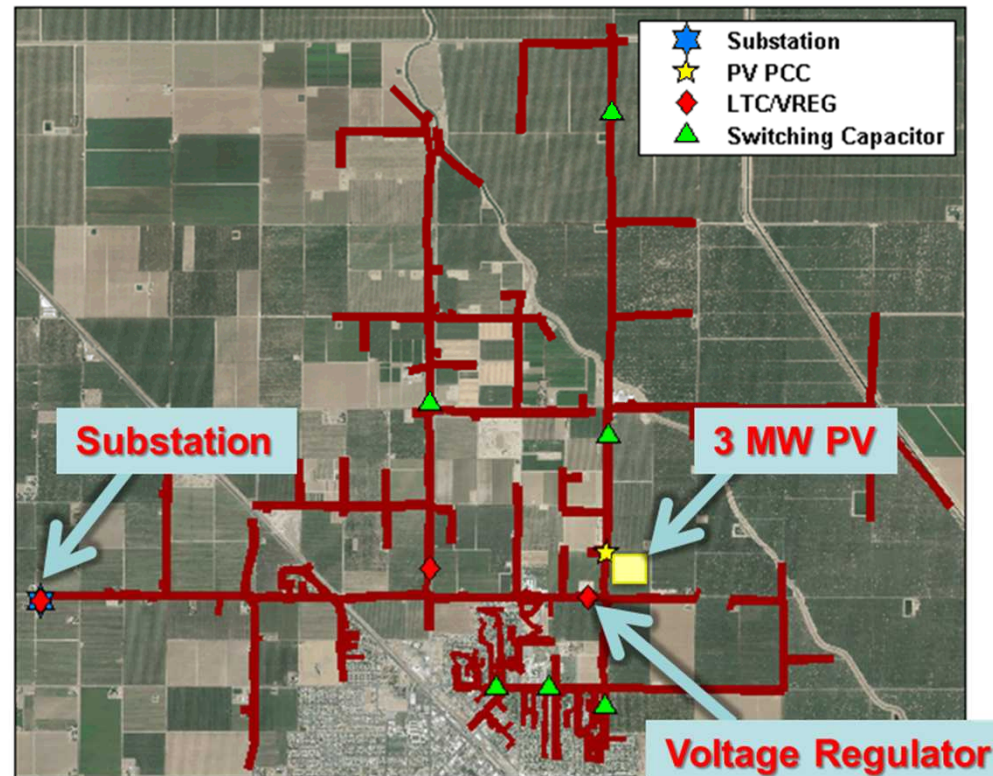 Substation
PV PCC
LTC/VREG
Switching Capacitor
Substation
3 MW PV
Voltage Regulator